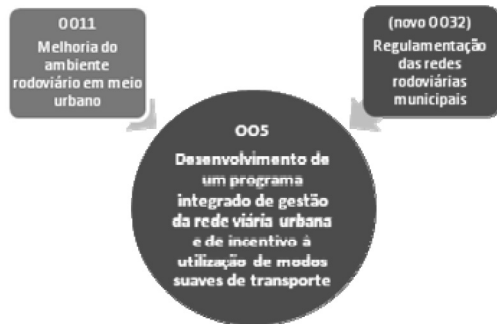 OO11
Melhoria do
ambiente
rodoviário em meio
urbano
(novo OO32)
Regulamentação
das redes
rodoviárias
municipais
OO5
Desenvolvimento de
um programa
integrado de gestão
da rede viária urbana
e de incentivo à
utilização de modos
suaves de transporte